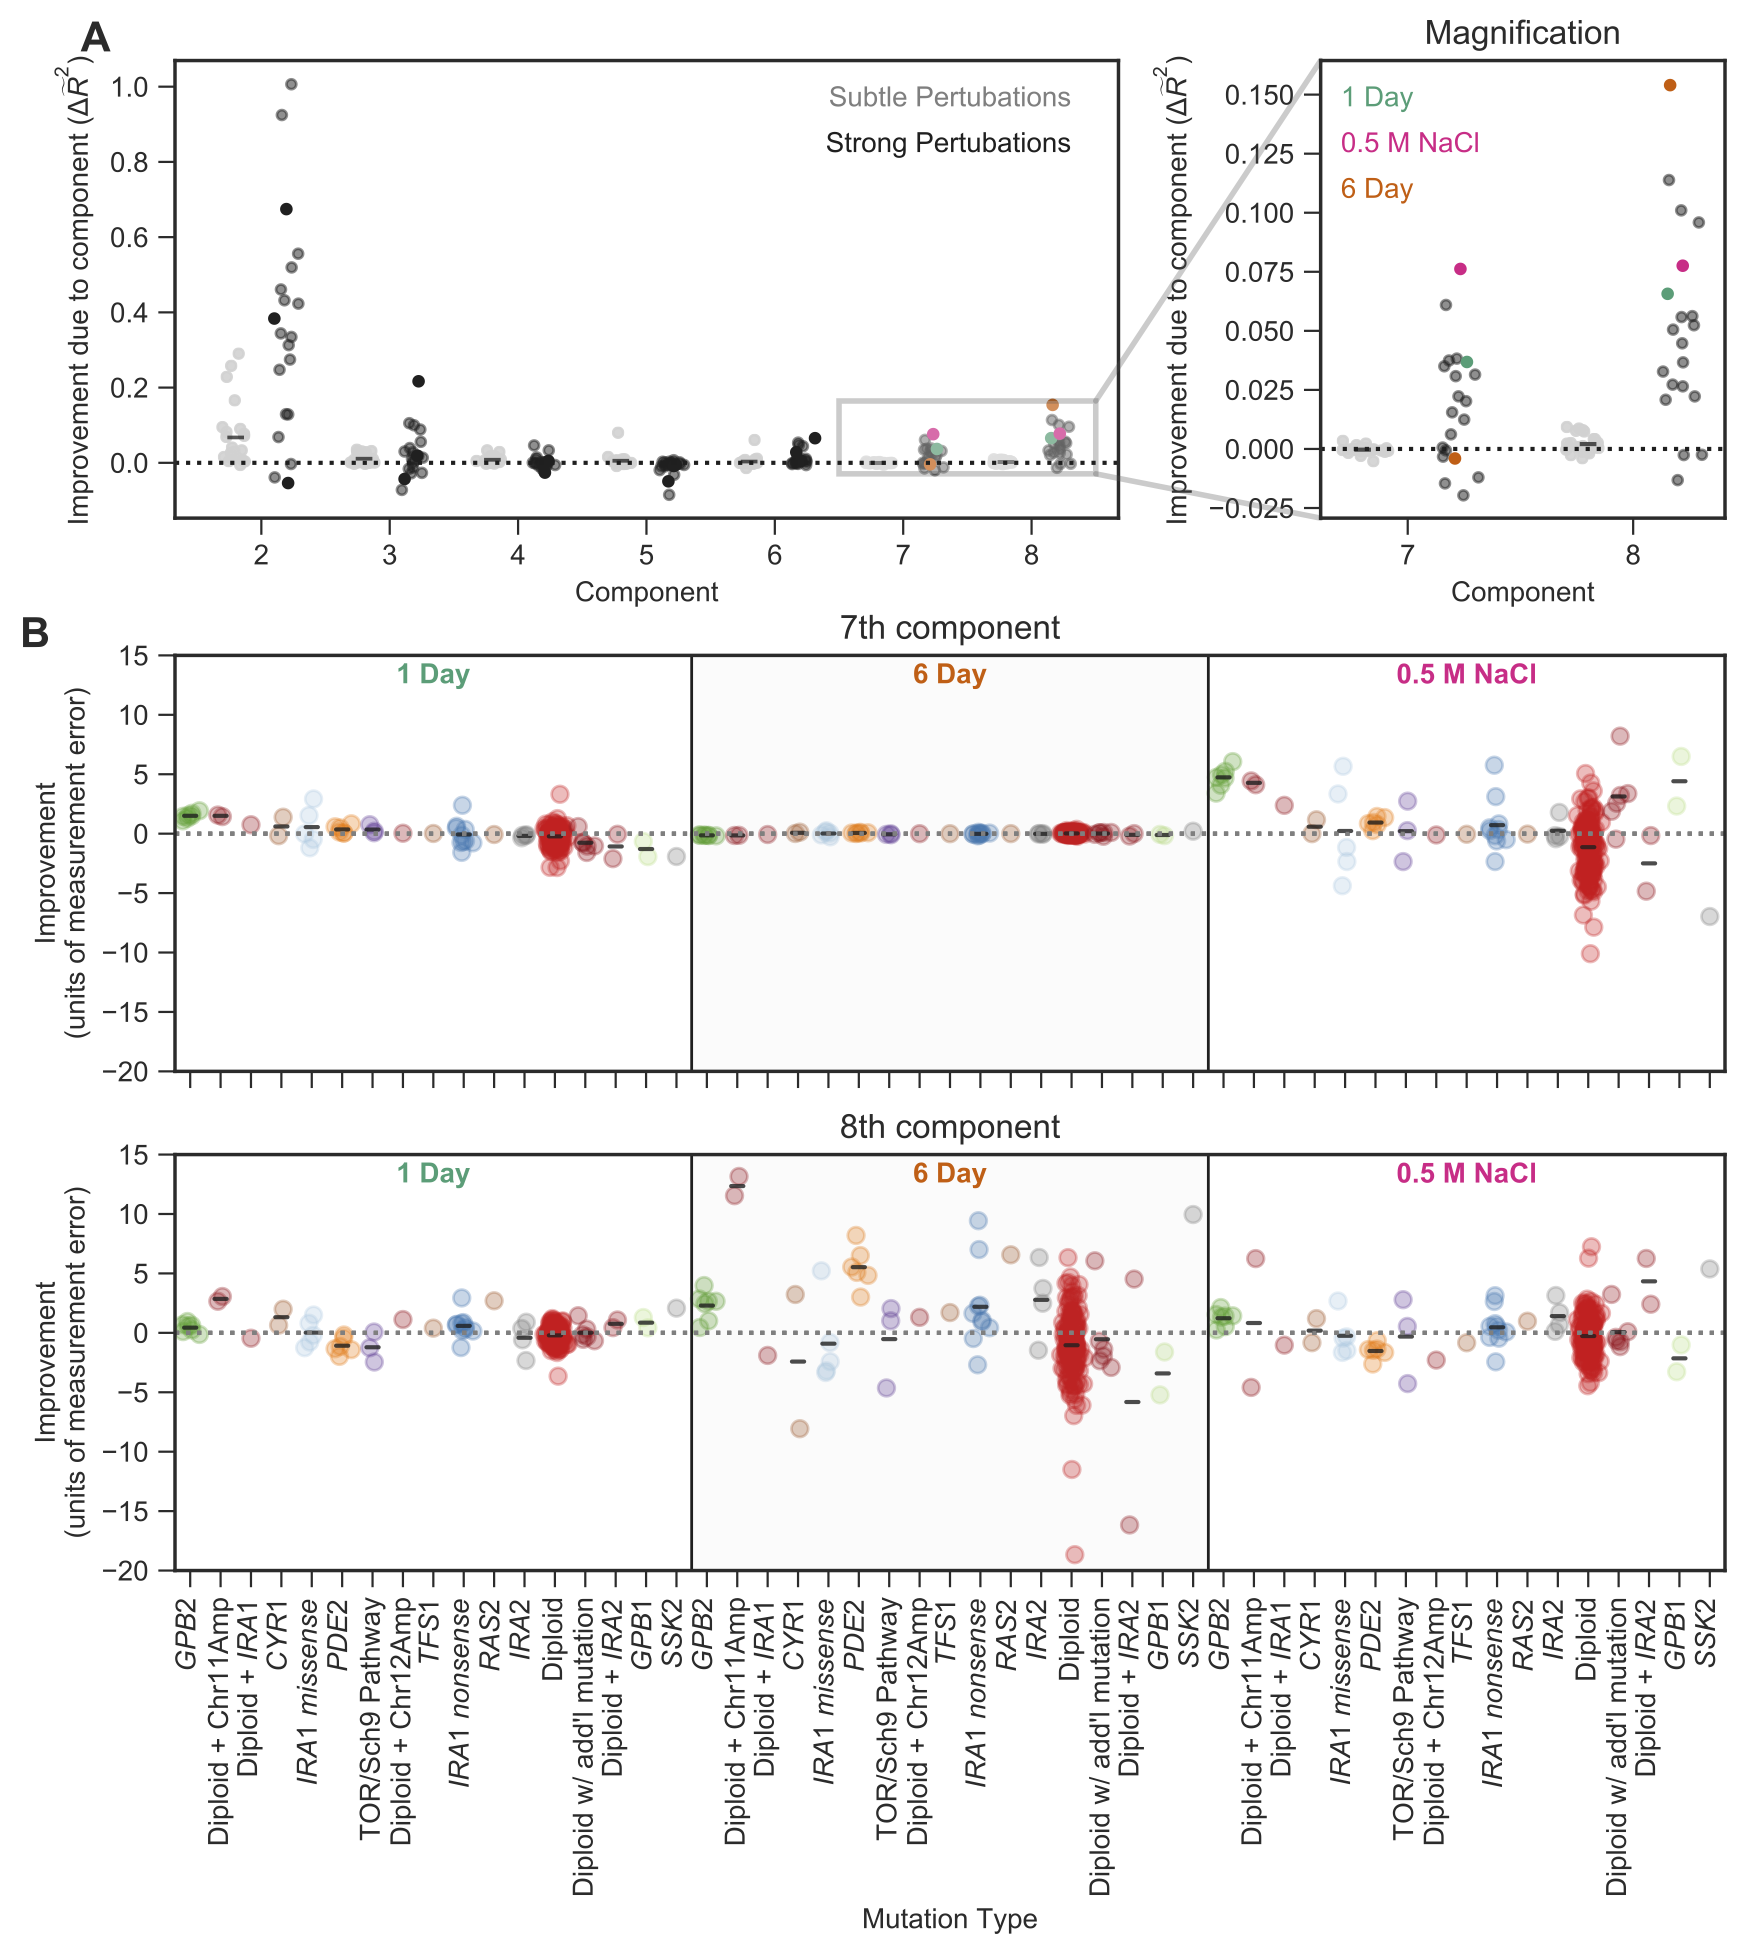 A
Magnification
Improvement due to component (ΔR̃²)
1.0
0.8
0.6
0.4
0.2
0.0
Subtle Pertubations
Strong Pertubations
2 3 4 5 6 7 8
Component
Improvement due to component (ΔR̃²)
0.150
0.125
0.100
0.075
0.050
0.025
0.000
−0.025
1 Day
0.5 M NaCl
6 Day
7 8
Component
B
7th component
Improvement
(units of measurement error)
15
10
5
0
−5
−10
−15
−20
1 Day 6 Day 0.5 M NaCl
8th component
Improvement
(units of measurement error)
15
10
5
0
−5
−10
−15
−20
1 Day 6 Day 0.5 M NaCl
GPB2
Diploid + Chr11Amp
Diploid + IRA1
CYR1
IRA1 missense
PDE2
TOR/Sch9 Pathway
Diploid + Chr12Amp
TFS1
IRA1 nonsense
RAS2
IRA2
Diploid
Diploid w/ add'l mutation
Diploid + IRA2
GPB1
SSK2
GPB2
Diploid + Chr11Amp
Diploid + IRA1
CYR1
IRA1 missense
PDE2
TOR/Sch9 Pathway
Diploid + Chr12Amp
TFS1
IRA1 nonsense
RAS2
IRA2
Diploid
Diploid w/ add'l mutation
Diploid + IRA2
GPB1
SSK2
GPB2
Diploid + Chr11Amp
Diploid + IRA1
CYR1
IRA1 missense
PDE2
TOR/Sch9 Pathway
Diploid + Chr12Amp
TFS1
IRA1 nonsense
RAS2
IRA2
Diploid
Diploid w/ add'l mutation
Diploid + IRA2
GPB1
SSK2
Mutation Type